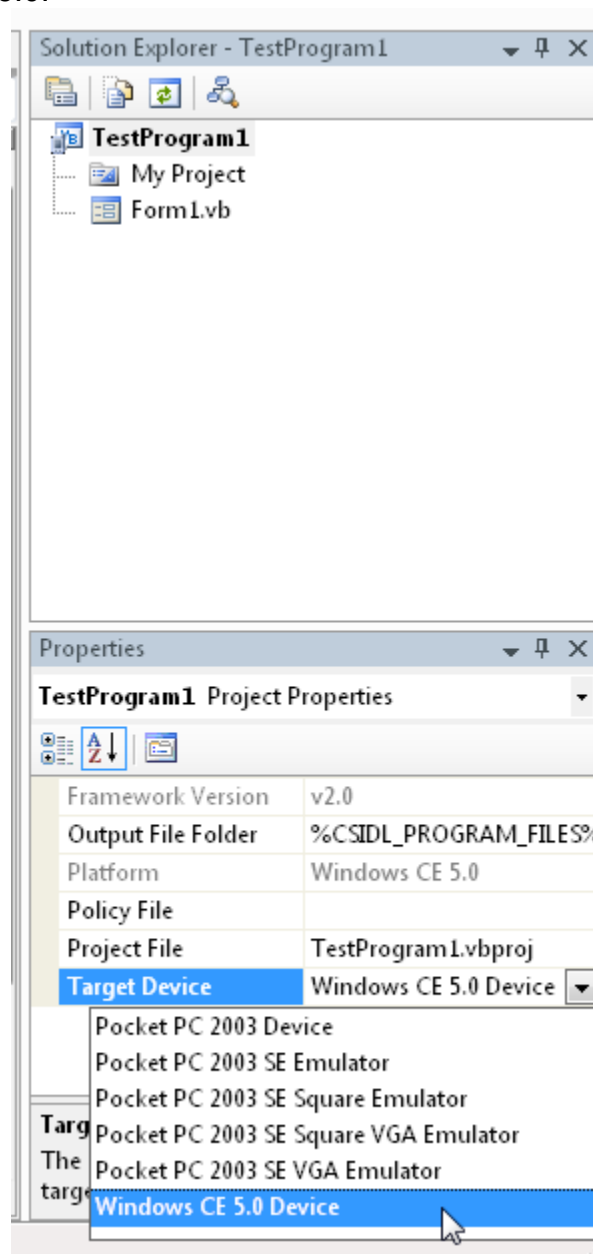 Solution Explorer - TestProgram1
TestProgram1
My Project
Form1.vb
Properties
TestProgram1 Project Properties
Framework Version v2.0
Output File Folder %CSIDL_PROGRAM_FILES%
Platform Windows CE 5.0
Policy File
Project File TestProgram1.vbproj
Target Device Windows CE 5.0 Device
Pocket PC 2003 Device
Pocket PC 2003 SE Emulator
Pocket PC 2003 SE Square Emulator
Targ
Pocket PC 2003 SE Square VGA Emulator
The
Pocket PC 2003 SE VGA Emulator
targe
Windows CE 5.0 Device